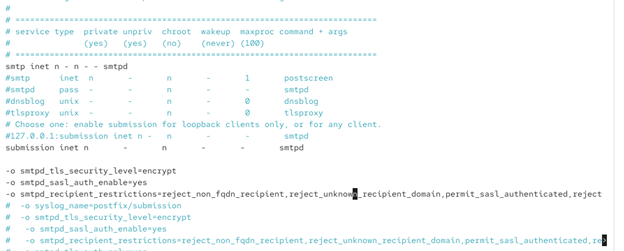 #
# ========================================================================
# service type  private unpriv  chroot  wakeup  maxproc command + args
#               (yes)   (yes)   (no)    (never) (100)
# ========================================================================
smtp inet n - n - - smtpd
#smtp      inet  n       -       n       -       1       postscreen
#smtpd     pass  -       -       n       -       -       smtpd
#dnsblog   unix  -       -       n       -       0       dnsblog
#tlsproxy  unix  -       -       n       -       0       tlsproxy
# Choose one: enable submission for loopback clients only, or for any client.
#127.0.0.1:submission inet n -   n       -       -       smtpd
submission inet n       -       n       -       -       smtpd
-o smtpd_tls_security_level=encrypt
-o smtpd_sasl_auth_enable=yes
-o smtpd_recipient_restrictions=reject_non_fqdn_recipient,reject_unknown_recipient_domain,permit_sasl_authenticated,reject
#  -o syslog_name=postfix/submission
#  -o smtpd_tls_security_level=encrypt
#   -o smtpd_sasl_auth_enable=yes
#   -o smtpd_recipient_restrictions=reject_non_fqdn_recipient,reject_unknown_recipient_domain,permit_sasl_authenticated,re>